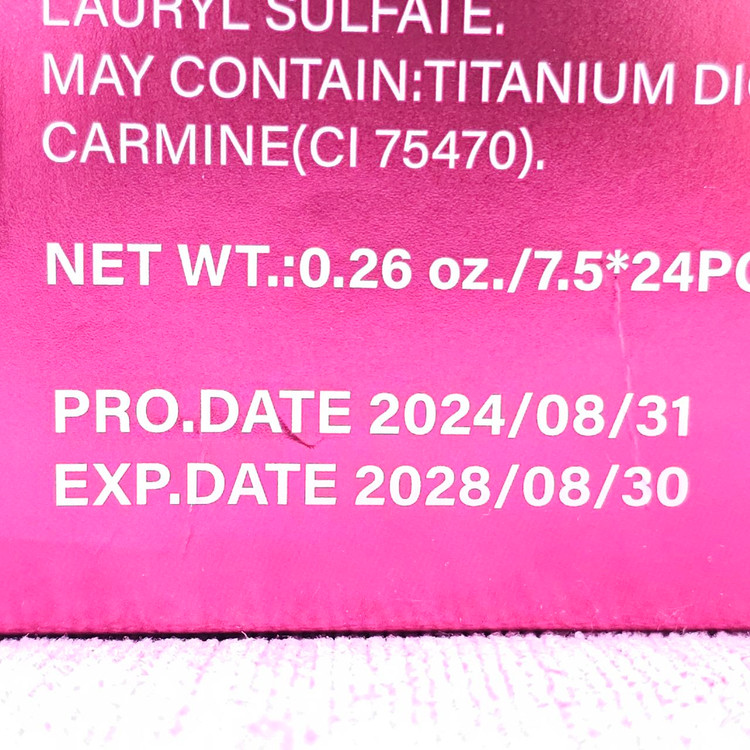 LAURYL SULFATE.
MAY CONTAIN:TITANIUM
CARMINE(CI 75470).
NET WT.:0.26 oz./7.5*24PC
PRO.DATE 2024/08/31
EXP.DATE 2028/08/30